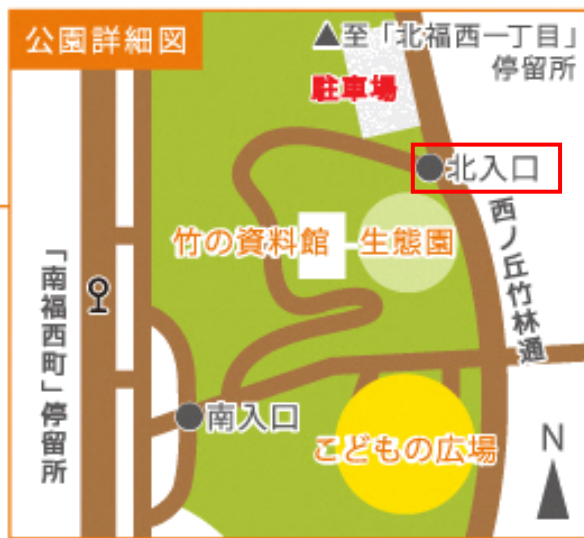 公園詳細図
▲至「北福西一丁目」
停留所
駐車場
北入口
竹の資料館
生態園
西ノ丘竹林通
「南福西町」停留所
南入口
こどもの広場
N